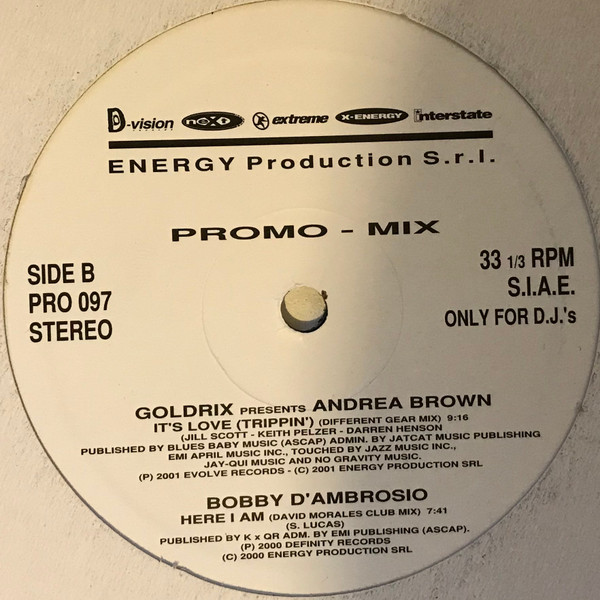 D-vision next extreme X-ENERGY interstate
ENERGY Production S.r.l.
PROMO - MIX
SIDE B
PRO 097
STEREO
33 1/3 RPM
S.I.A.E.
ONLY FOR D.J.'s
GOLDRIX PRESENTS ANDREA BROWN
IT'S LOVE (TRIPPIN') (DIFFERENT GEAR MIX) 9:16
(JILL SCOTT - KEITH PELZER - DARREN HENSON
PUBLISHED BY BLUES BABY MUSIC (ASCAP) ADMIN. BY JATCAT MUSIC PUBLISHING
EMI APRIL MUSIC INC., TOUCHED BY JAZZ MUSIC INC.,
JAY-QUI MUSIC AND NO GRAVITY MUSIC.
(P) 2001 EVOLVE RECORDS - (C) 2001 ENERGY PRODUCTION SRL
BOBBY D'AMBROSIO
HERE I AM (DAVID MORALES CLUB MIX) 7:41
(S. LUCAS)
PUBLISHED BY K x QR ADM. BY EMI PUBLISHING (ASCAP).
(P) 2000 DEFINITY RECORDS
(C) 2000 ENERGY PRODUCTION SRL